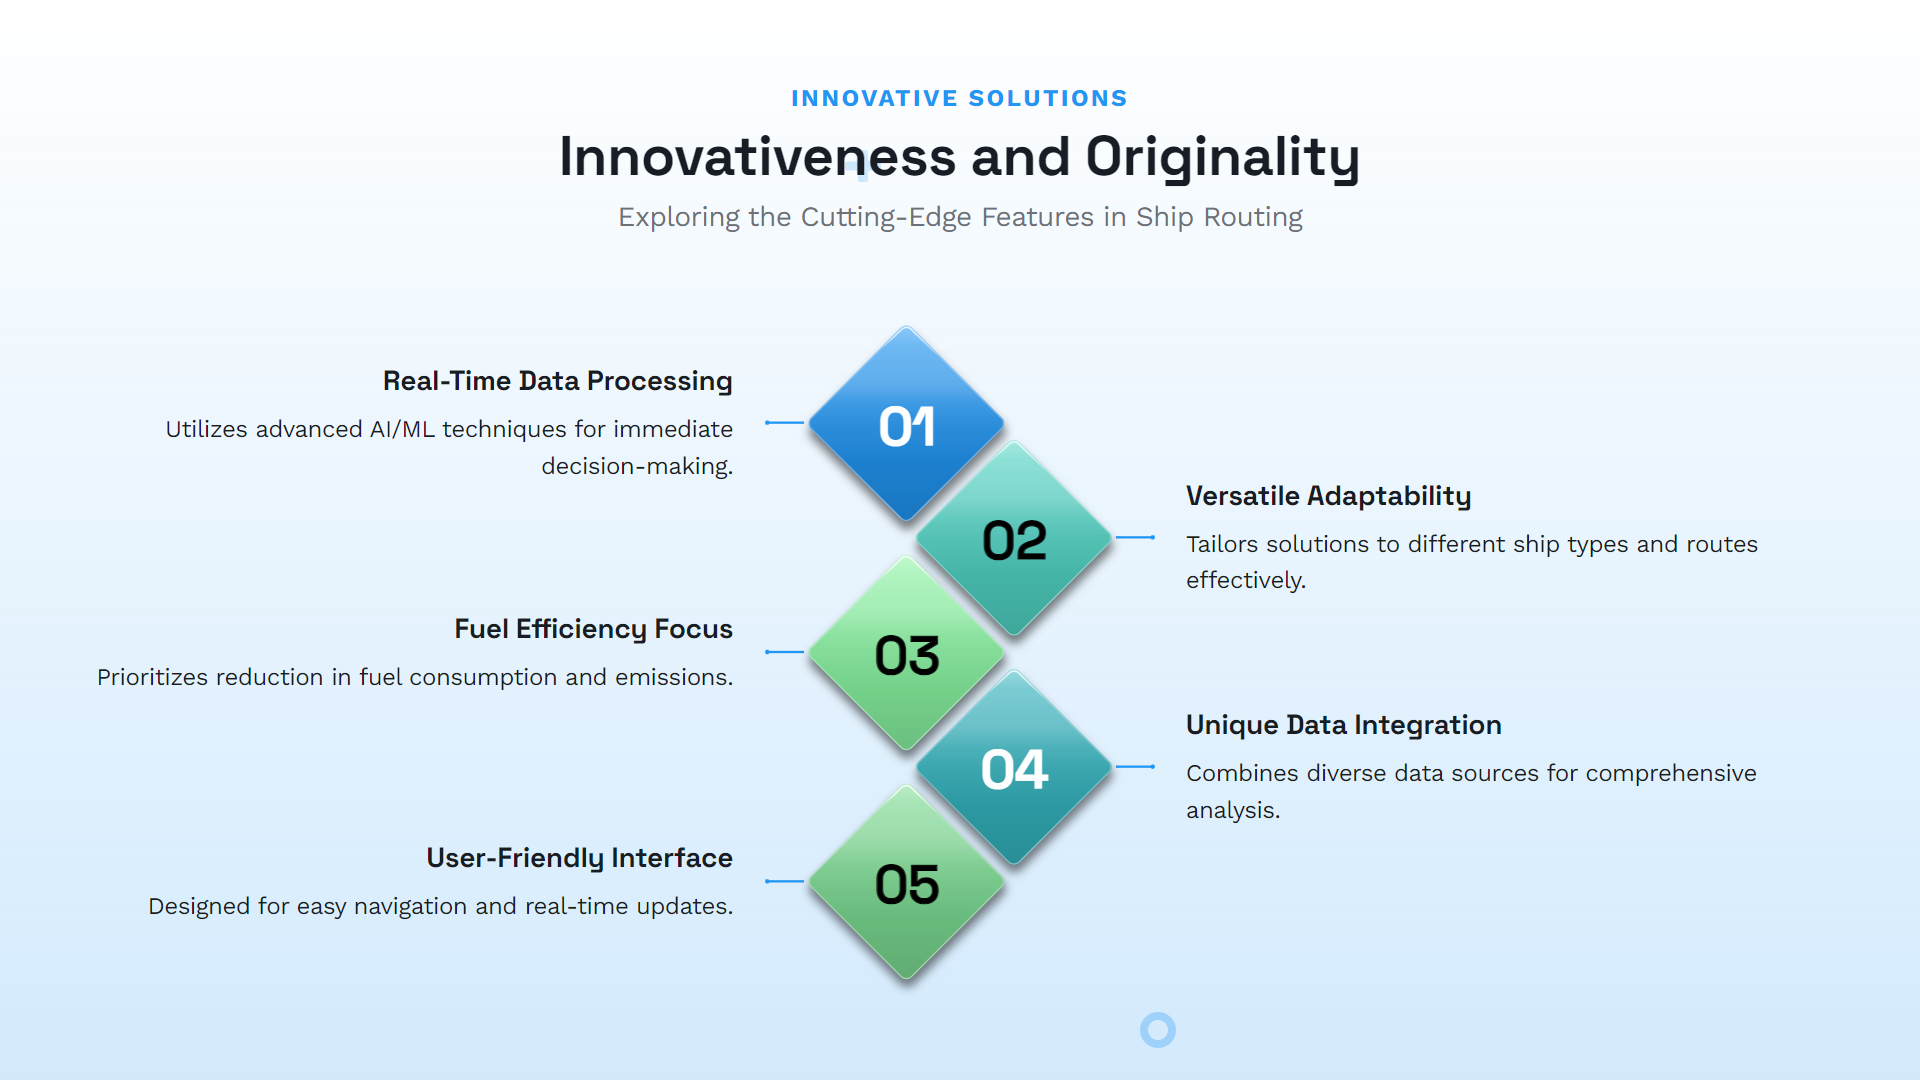 INNOVATIVE SOLUTIONS
Innovativeness and Originality
Exploring the Cutting-Edge Features in Ship Routing
Real-Time Data Processing
Utilizes advanced AI/ML techniques for immediate
decision-making.
01
02
Versatile Adaptability
Tailors solutions to different ship types and routes
effectively.
Fuel Efficiency Focus
Prioritizes reduction in fuel consumption and emissions.
03
04
Unique Data Integration
Combines diverse data sources for comprehensive
analysis.
User-Friendly Interface
Designed for easy navigation and real-time updates.
05